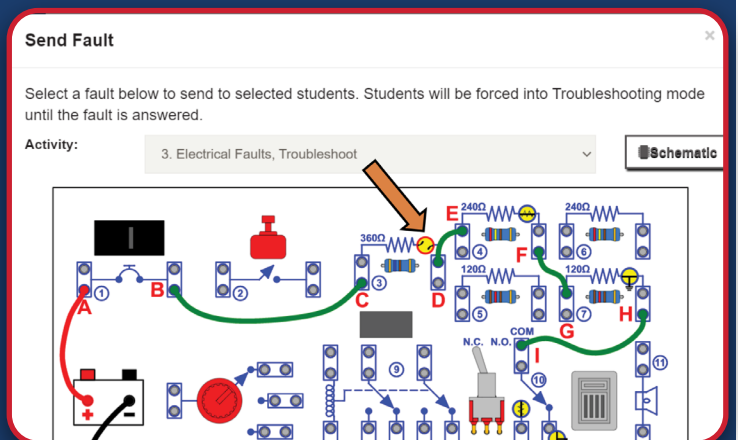 Send Fault
×
Select a fault below to send to selected students. Students will be forced into Troubleshooting mode
until the fault is answered.
Activity:
3. Electrical Faults, Troubleshoot
Schematic
E 240Ω 240Ω
360Ω
4 F 6
A 1 B 2 C 3 D
120Ω 120Ω
5 G 7 H
COM
N.C. N.O. I
9 10 11
+ −